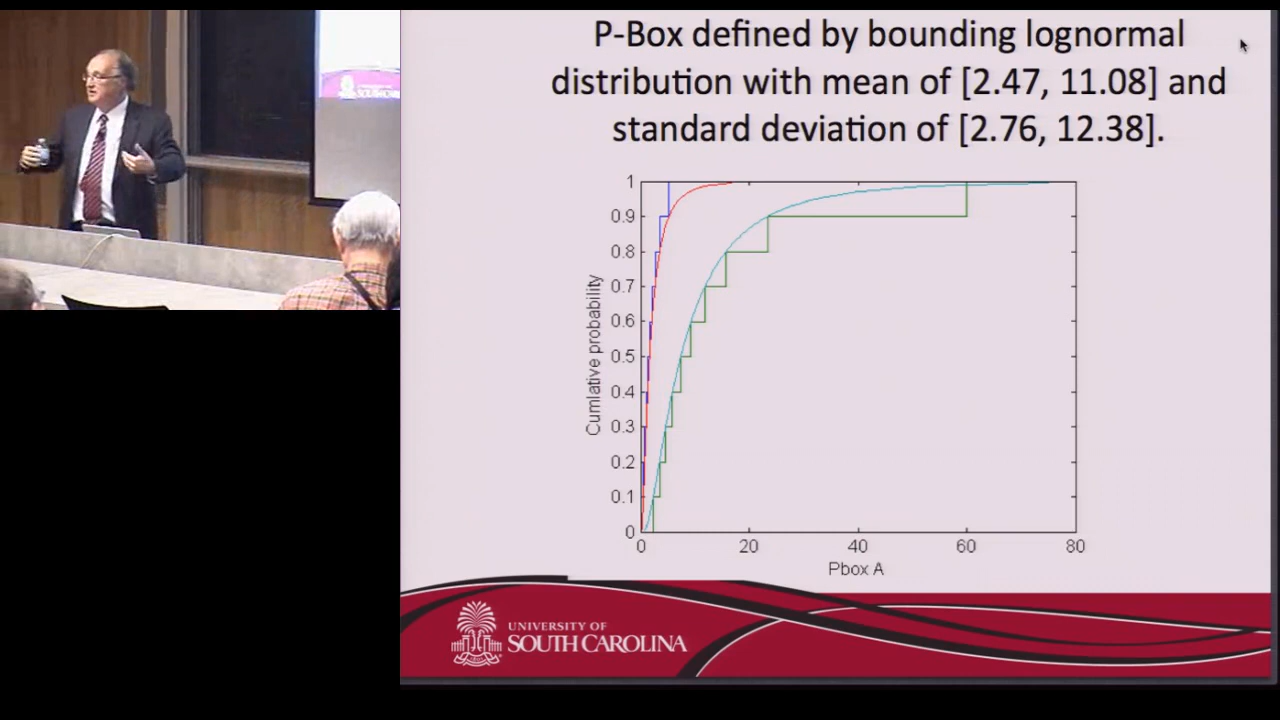 P-Box defined by bounding lognormal
distribution with mean of [2.47, 11.08] and
standard deviation of [2.76, 12.38].
1
0.9
0.8
0.7
0.6
0.5
0.4
0.3
0.2
0.1
0
Cumlative probability
0 20 40 60 80
Pbox A
UNIVERSITY OF
SOUTH CAROLINA
SOUTH CAROL